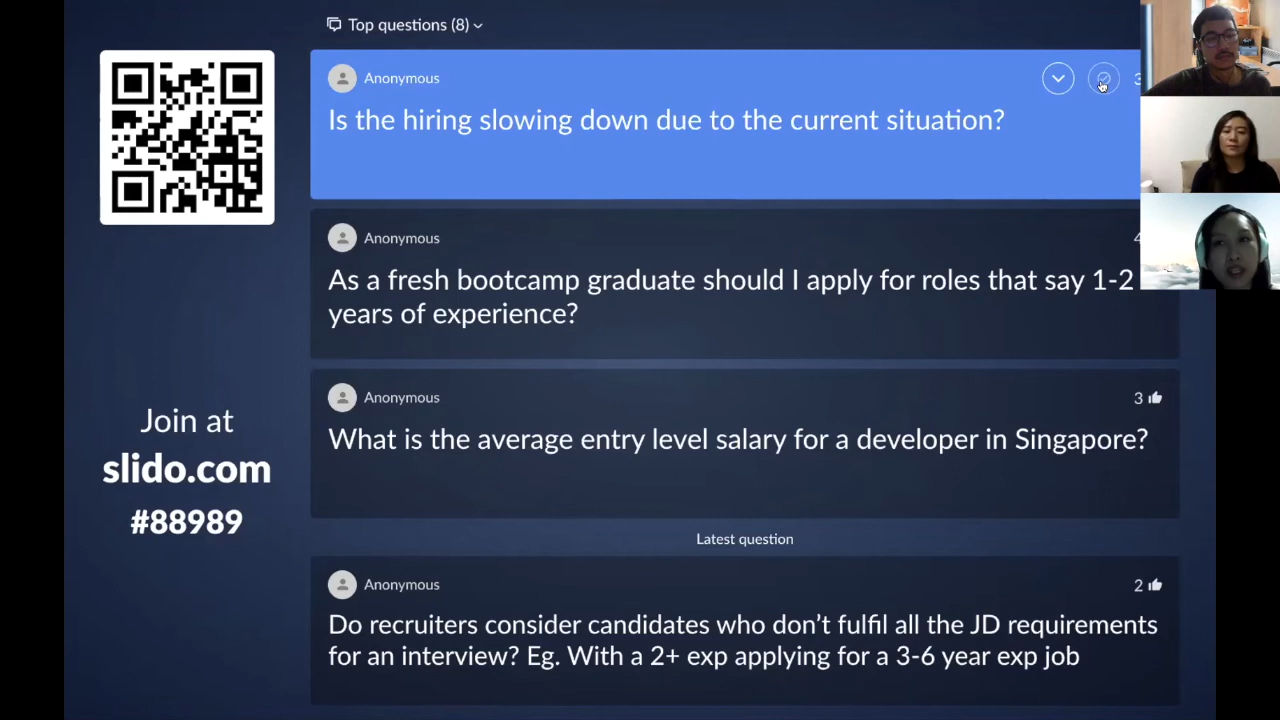 Top questions (8)
Anonymous
3
Is the hiring slowing down due to the current situation?
Anonymous
4
As a fresh bootcamp graduate should I apply for roles that say 1-2
years of experience?
Anonymous
3
What is the average entry level salary for a developer in Singapore?
Join at
slido.com
#88989
Latest question
Anonymous
2
Do recruiters consider candidates who don’t fulfil all the JD requirements
for an interview? Eg. With a 2+ exp applying for a 3-6 year exp job